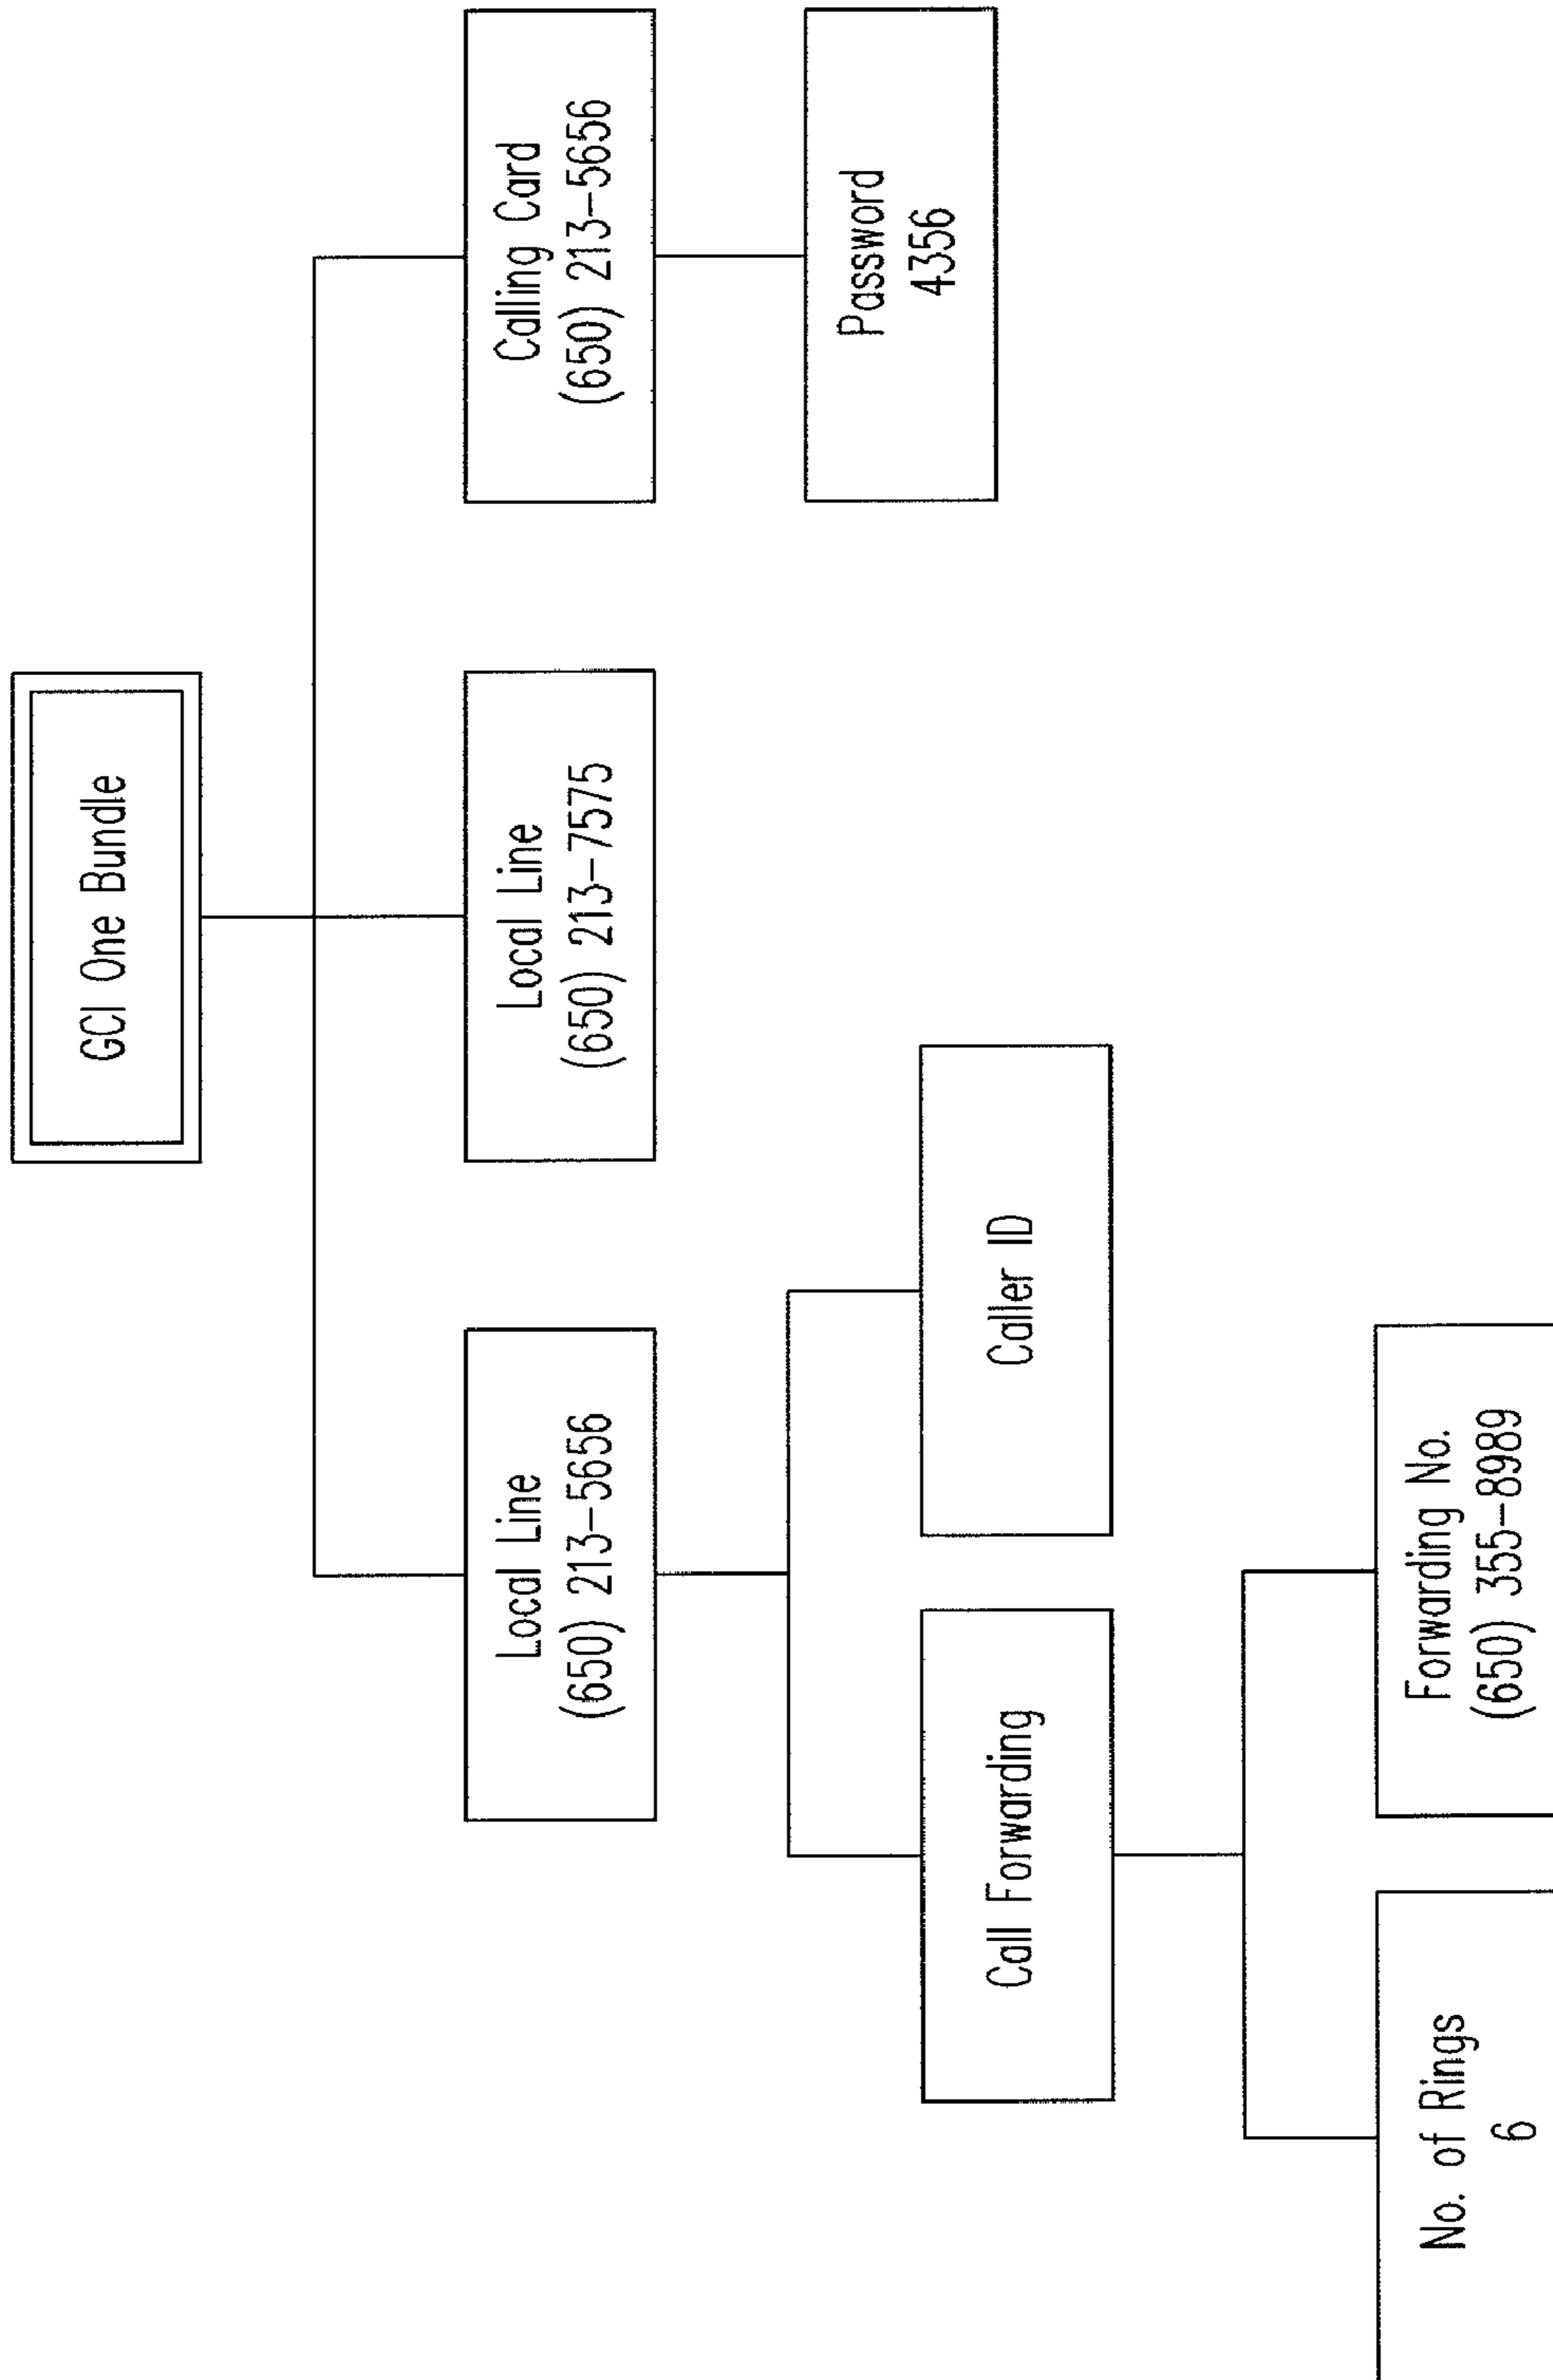 GCI One Bundle
Local Line
(650) 213-5656
Local Line
(650) 213-7575
Calling Card
(650) 213-5656
Call Forwarding
Caller ID
Password
4356
No. of Rings
6
Forwarding No.
(650) 355-8989